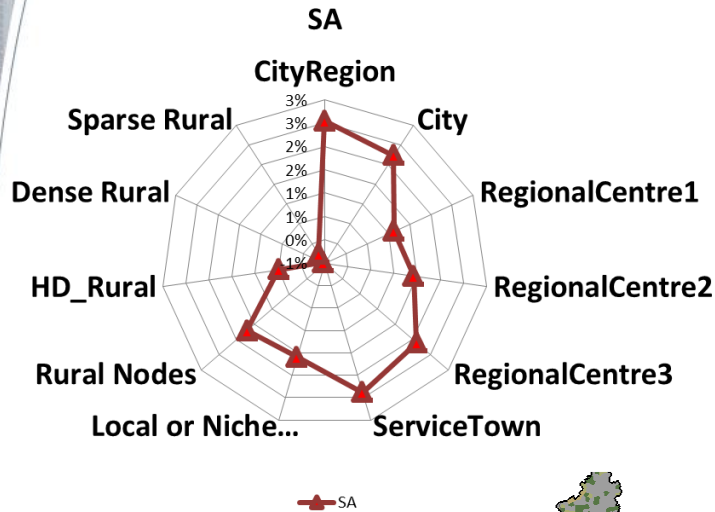 SA
CityRegion
City
RegionalCentre1
RegionalCentre2
RegionalCentre3
ServiceTown
Local or Niche...
Rural Nodes
HD_Rural
Dense Rural
Sparse Rural
3%
3%
2%
2%
1%
1%
0%
1%
SA